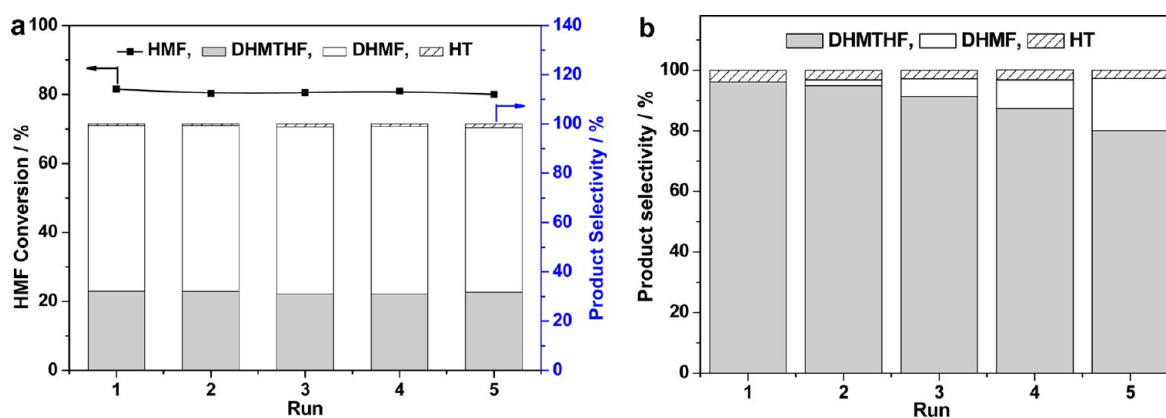 a
HMF, DHMTHF, DHMF, HT
HMF Conversion / %
100
80
60
40
20
0
Product Selectivity / %
140
120
100
80
60
40
20
0
1 2 3 4 5
Run
b
DHMTHF, DHMF, HT
Product selectivity / %
100
80
60
40
20
0
1 2 3 4 5
Run